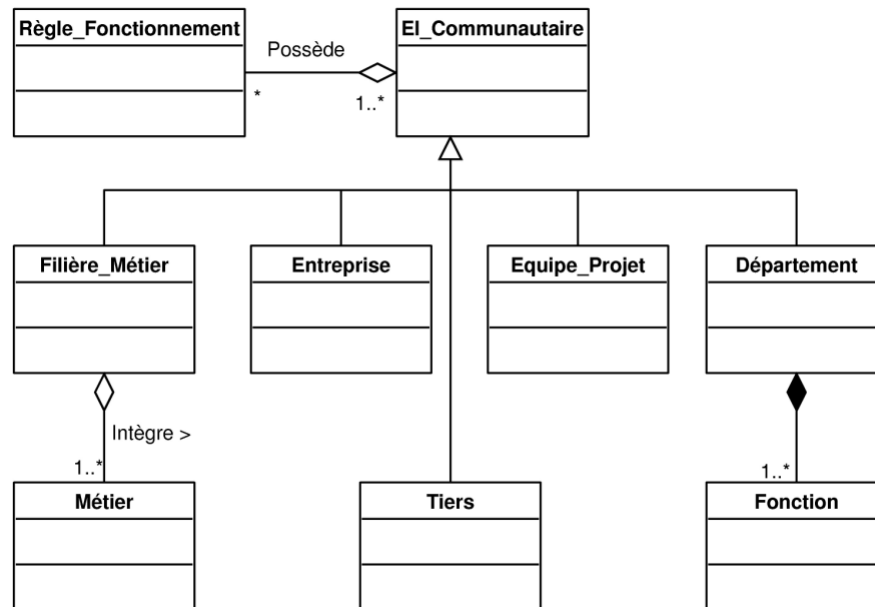 Règle_Fonctionnement
El_Communautaire
Possède
*
1..*
Filière_Métier
Entreprise
Equipe_Projet
Département
Intègre >
1..*
1..*
Métier
Tiers
Fonction